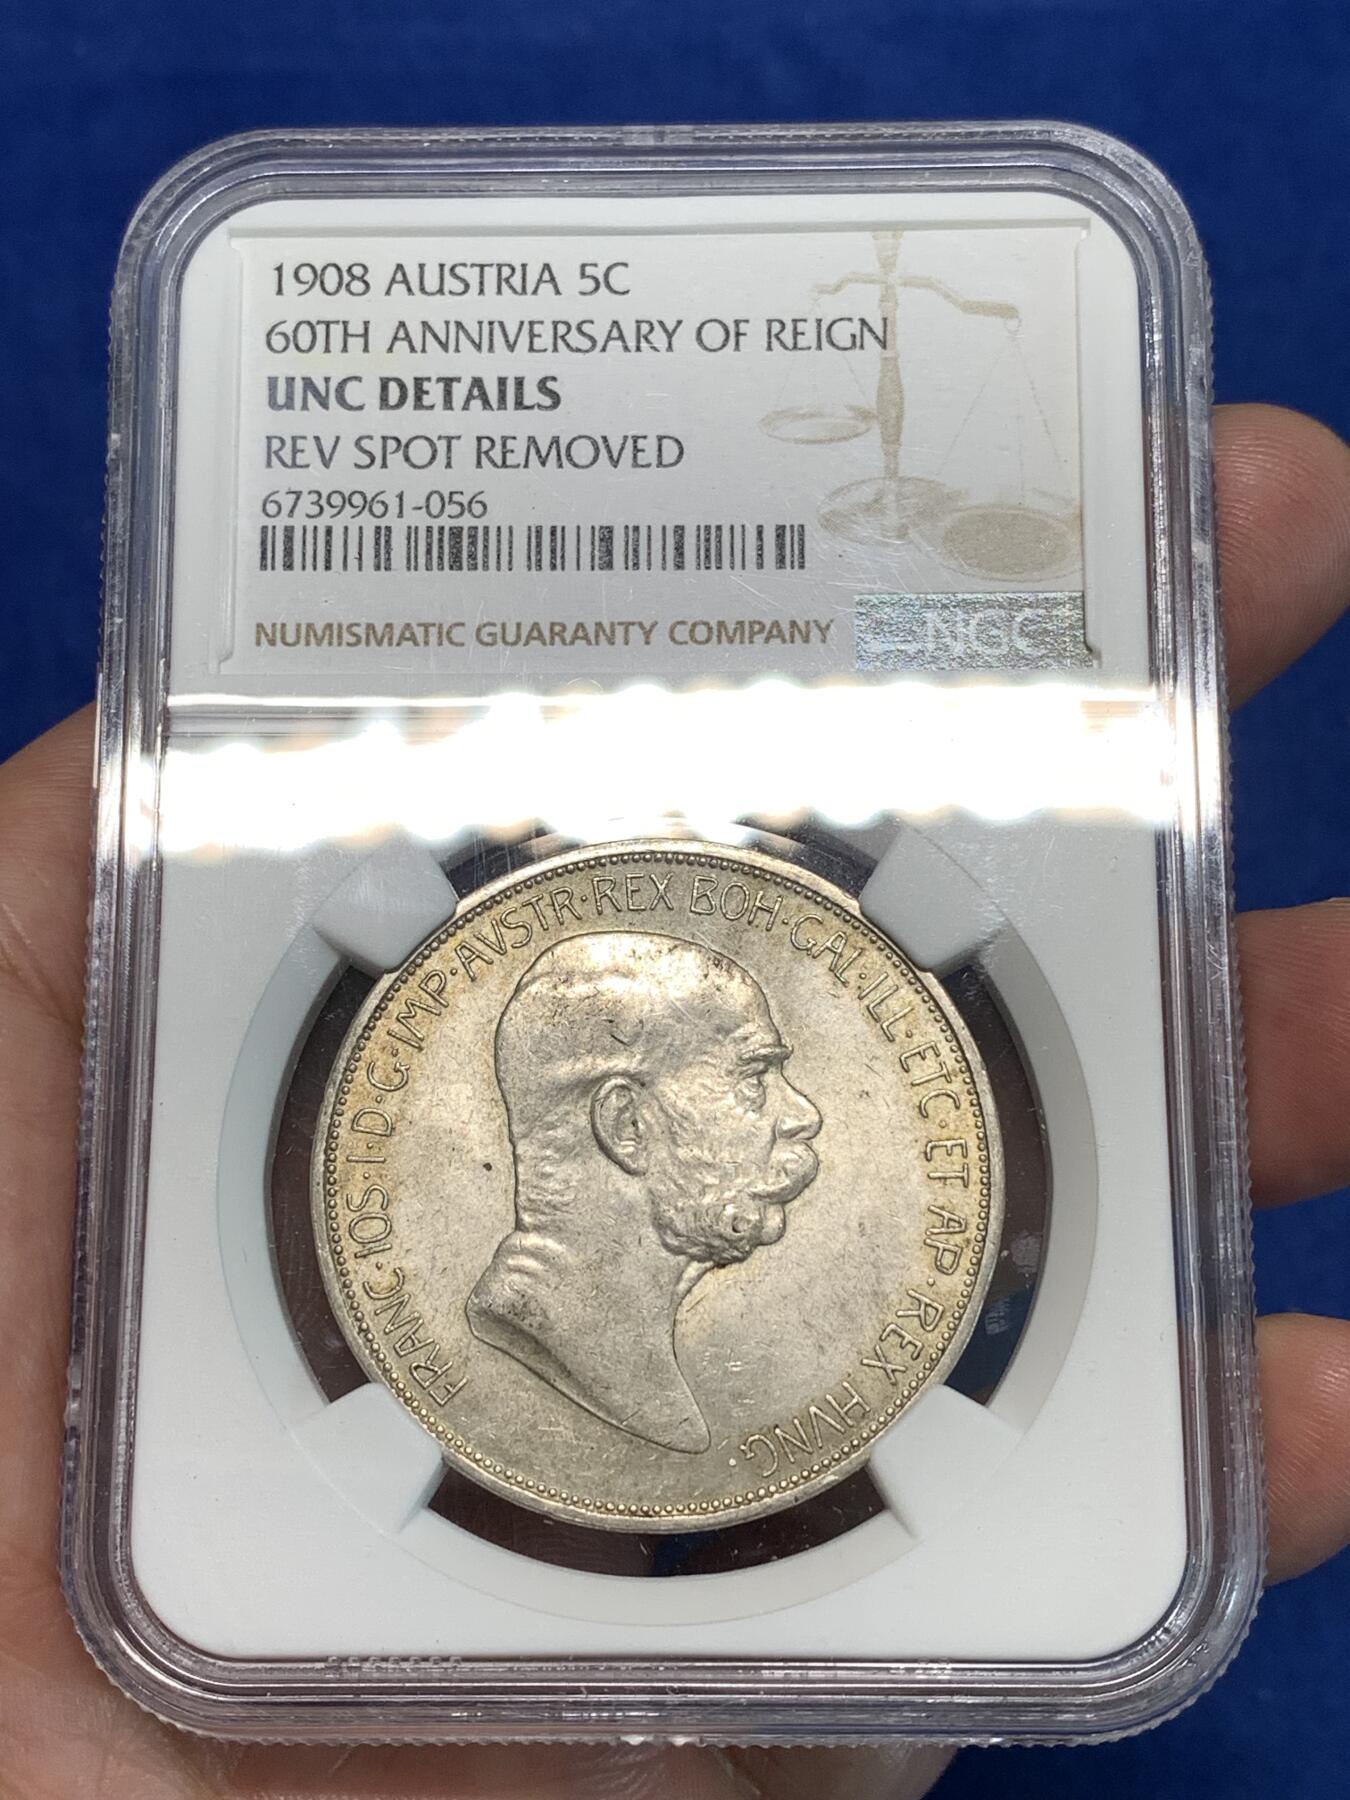 1908 AUSTRIA 5C
60TH ANNIVERSARY OF REIGN
UNC DETAILS
REV SPOT REMOVED
6739961-056
NUMISMATIC GUARANTY COMPANY
NGC
FRANC·IOS·I·D·G·IMP·AVSTR·REX BOH·GAL·ILL·ETC·ET AP·REX HVNG·